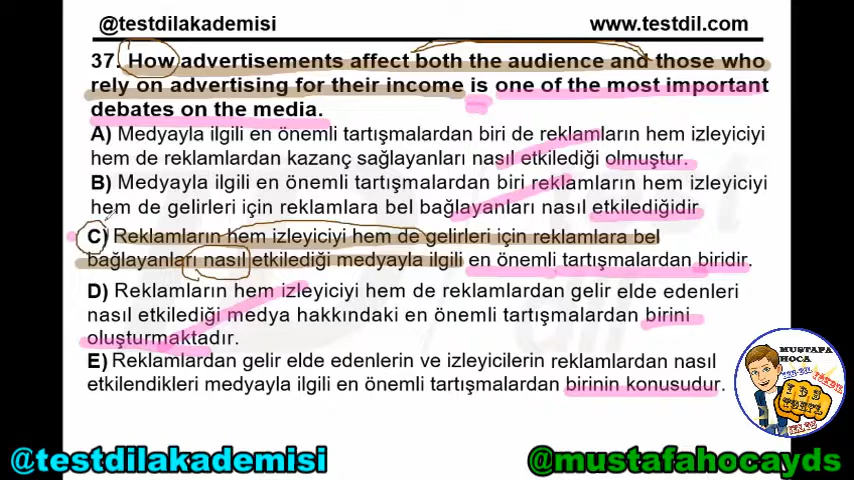 @testdilakademisi www.testdil.com
37. How advertisements affect both the audience and those who
rely on advertising for their income is one of the most important
debates on the media.
A) Medyayla ilgili en önemli tartışmalardan biri de reklamların hem izleyiciyi
hem de reklamlardan kazanç sağlayanları nasıl etkilediği olmuştur.
B) Medyayla ilgili en önemli tartışmalardan biri reklamların hem izleyiciyi
hem de gelirleri için reklamlara bel bağlayanları nasıl etkilediğidir
C) Reklamların hem izleyiciyi hem de gelirleri için reklamlara bel
bağlayanları nasıl etkilediği medyayla ilgili en önemli tartışmalardan biridir.
D) Reklamların hem izleyiciyi hem de reklamlardan gelir elde edenleri
nasıl etkilediği medya hakkındaki en önemli tartışmalardan birini
oluşturmaktadır.
E) Reklamlardan gelir elde edenlerin ve izleyicilerin reklamlardan nasıl
etkilendikleri medyayla ilgili en önemli tartışmalardan birinin konusudur.
MUSTAFA
HOCA
YDS
@testdilakademisi @mustafahocayds